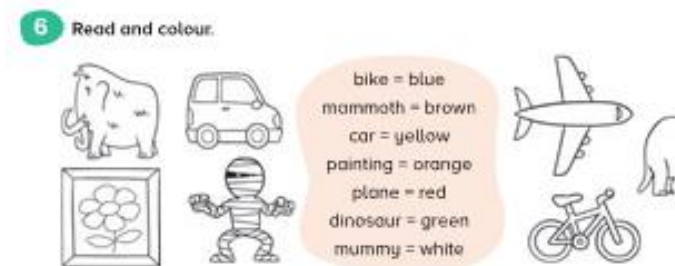 6 Read and colour.
bike = blue
mammoth = brown
car = yellow
painting = orange
plane = red
dinosaur = green
mummy = white